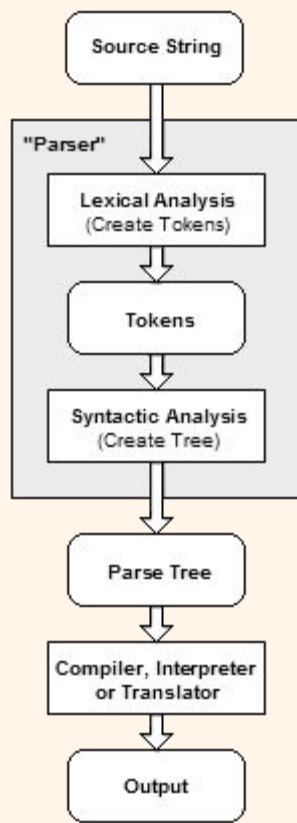 Source String
"Parser"
Lexical Analysis
(Create Tokens)
Tokens
Syntactic Analysis
(Create Tree)
Parse Tree
Compiler, Interpreter
or Translator
Output